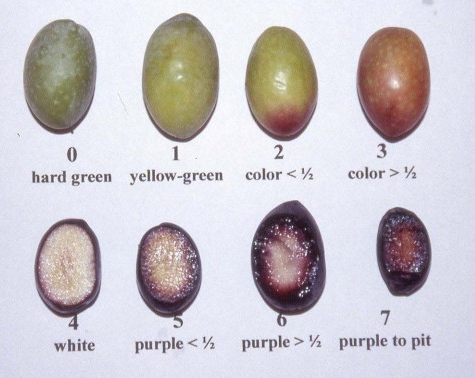 0 1 2 3
hard green yellow-green color < ½ color > ½
4 5 6 7
white purple < ½ purple > ½ purple to pit